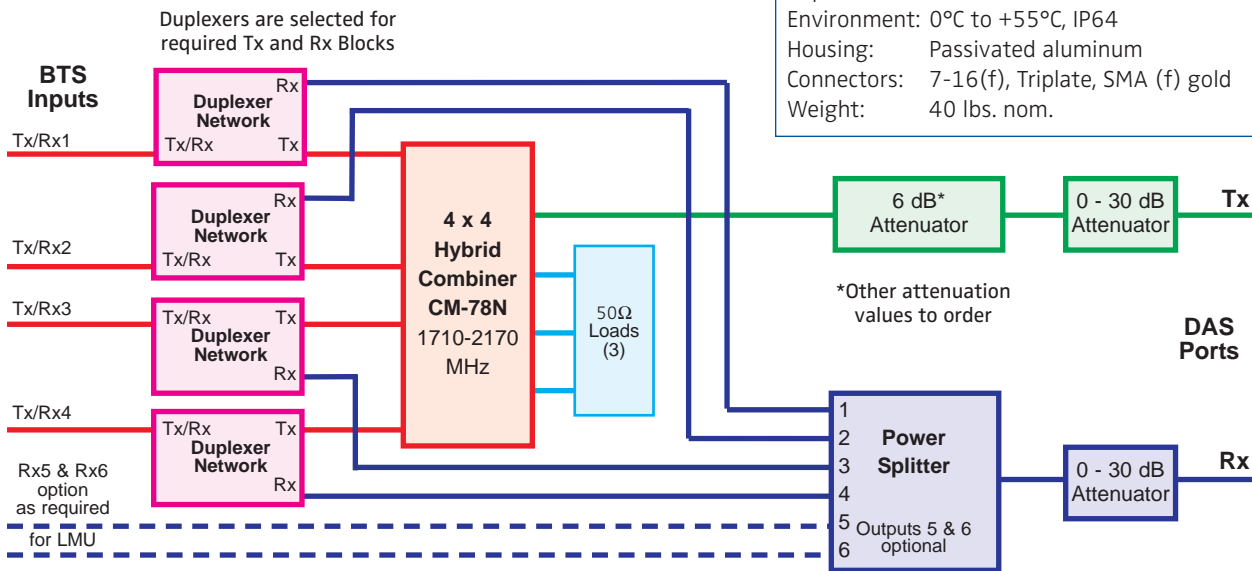 Duplexers are selected for
required Tx and Rx Blocks
Environment: 0°C to +55°C, IP64
Housing: Passivated aluminum
Connectors: 7-16(f), Triplate, SMA (f) gold
Weight: 40 lbs. nom.
BTS
Inputs
Tx/Rx1
Rx
Duplexer
Network
Tx/Rx Tx
Tx/Rx2
Rx
Duplexer
Network
Tx/Rx Tx
Tx/Rx3
Tx/Rx Tx
Duplexer
Network
Rx
Tx/Rx4
Tx/Rx Tx
Duplexer
Network
Rx
Rx5 & Rx6
option
as required
for LMU
4 x 4
Hybrid
Combiner
CM-78N
1710-2170
MHz
50Ω
Loads
(3)
6 dB*
Attenuator
0 - 30 dB
Attenuator
Tx
*Other attenuation
values to order
DAS
Ports
1
2
3
4
5
6
Power
Splitter
Outputs 5 & 6
optional
0 - 30 dB
Attenuator
Rx